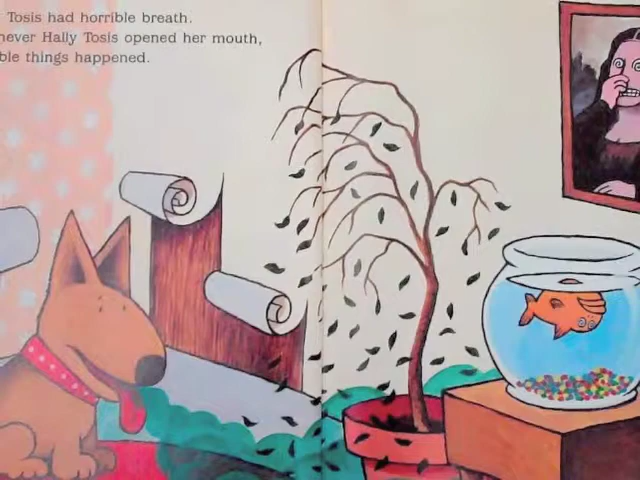 Tosis had horrible breath.
never Hally Tosis opened her mouth,
ble things happened.